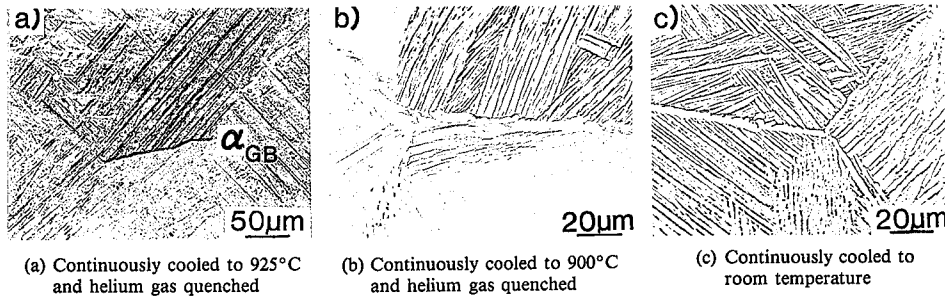 a)
α_GB
50μm
b)
20μm
c)
20μm
(a) Continuously cooled to 925°C
and helium gas quenched
(b) Continuously cooled to 900°C
and helium gas quenched
(c) Continuously cooled to
room temperature